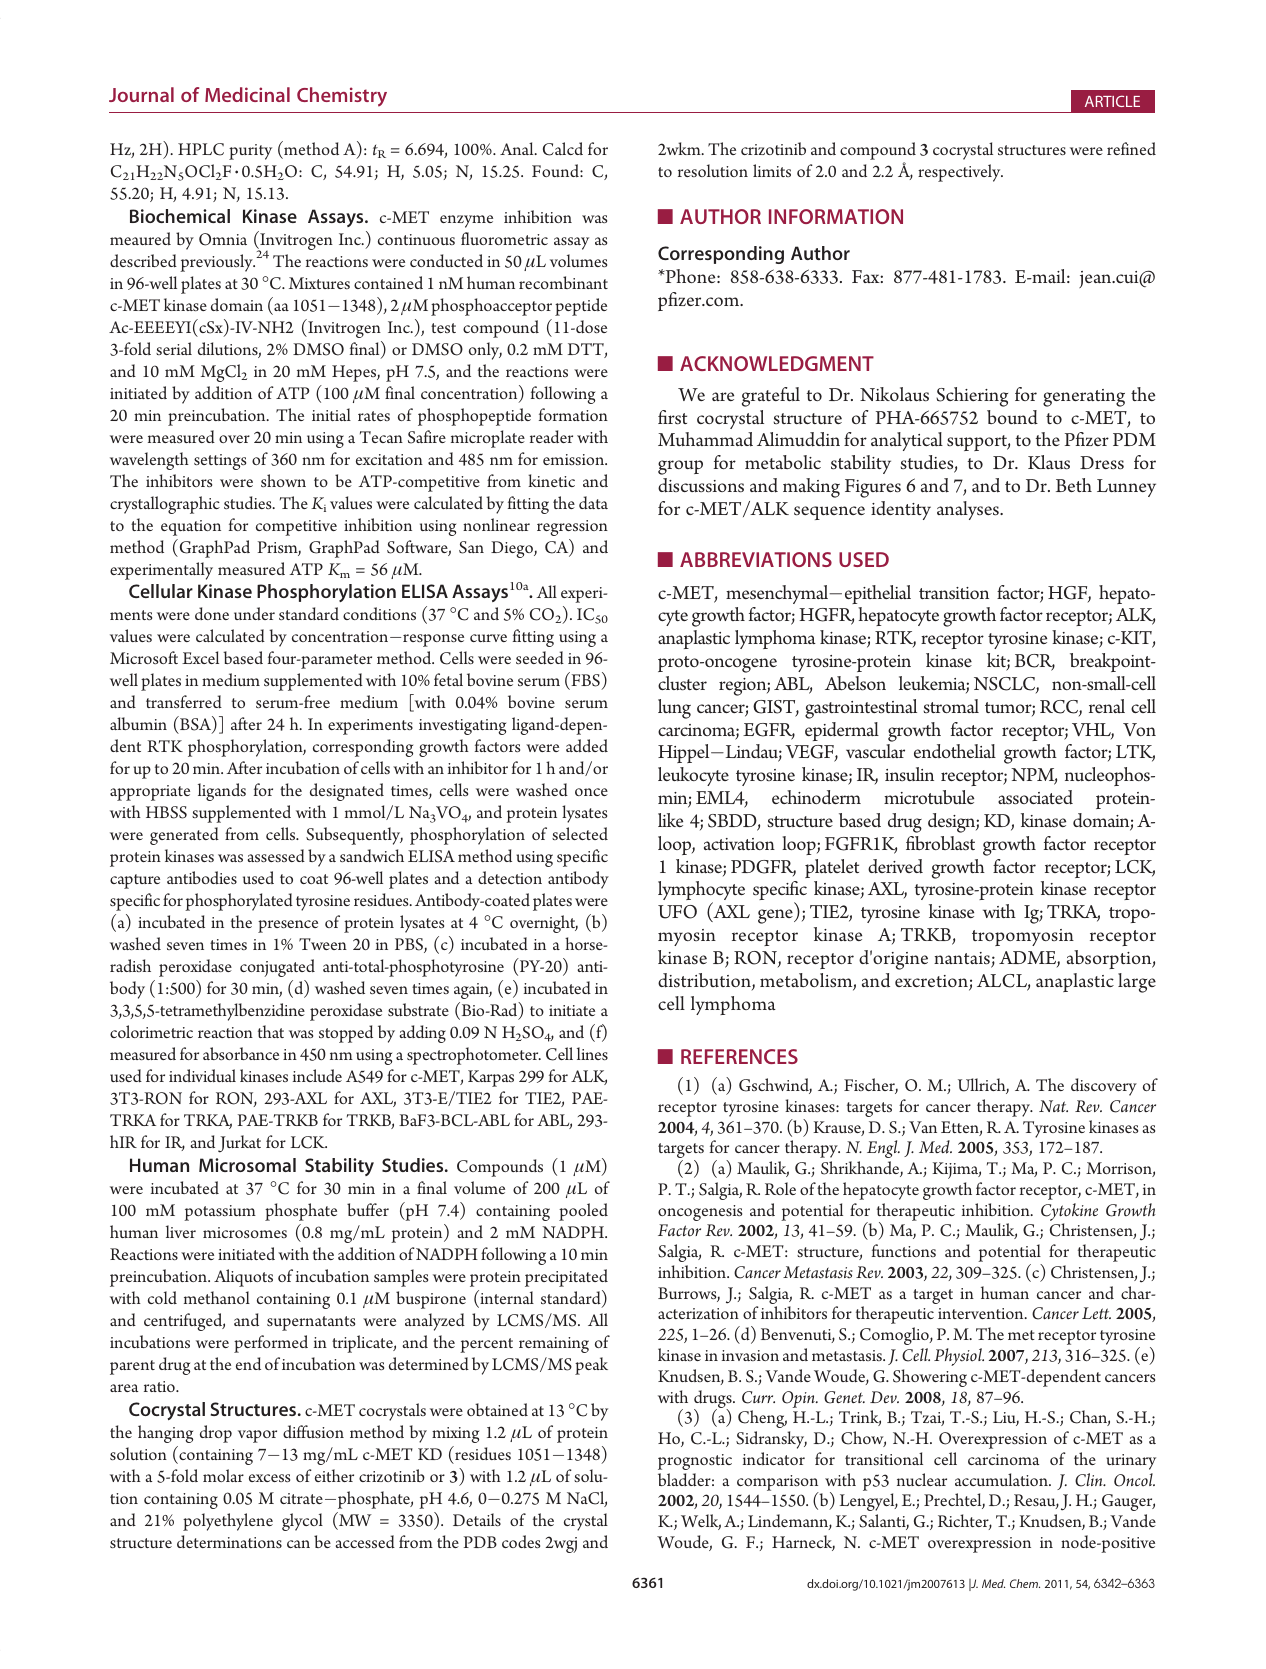 Journal of Medicinal Chemistry
ARTICLE
Hz, 2H). HPLC purity (method A): tR = 6.694, 100%. Anal. Calcd for
C21H22N5OCl2F·0.5H2O: C, 54.91; H, 5.05; N, 15.25. Found: C,
55.20; H, 4.91; N, 15.13.
Biochemical Kinase Assays. c-MET enzyme inhibition was
meaured by Omnia (Invitrogen Inc.) continuous fluorometric assay as
described previously.24 The reactions were conducted in 50 μL volumes
in 96-well plates at 30 °C. Mixtures contained 1 nM human recombinant
c-MET kinase domain (aa 1051−1348), 2 μM phosphoacceptor peptide
Ac-EEEEYI(cSx)-IV-NH2 (Invitrogen Inc.), test compound (11-dose
3-fold serial dilutions, 2% DMSO final) or DMSO only, 0.2 mM DTT,
and 10 mM MgCl2 in 20 mM Hepes, pH 7.5, and the reactions were
initiated by addition of ATP (100 μM final concentration) following a
20 min preincubation. The initial rates of phosphopeptide formation
were measured over 20 min using a Tecan Safire microplate reader with
wavelength settings of 360 nm for excitation and 485 nm for emission.
The inhibitors were shown to be ATP-competitive from kinetic and
crystallographic studies. The Ki values were calculated by fitting the data
to the equation for competitive inhibition using nonlinear regression
method (GraphPad Prism, GraphPad Software, San Diego, CA) and
experimentally measured ATP Km = 56 μM.
Cellular Kinase Phosphorylation ELISA Assays10a. All experi-
ments were done under standard conditions (37 °C and 5% CO2). IC50
values were calculated by concentration−response curve fitting using a
Microsoft Excel based four-parameter method. Cells were seeded in 96-
well plates in medium supplemented with 10% fetal bovine serum (FBS)
and transferred to serum-free medium [with 0.04% bovine serum
albumin (BSA)] after 24 h. In experiments investigating ligand-depen-
dent RTK phosphorylation, corresponding growth factors were added
for up to 20 min. After incubation of cells with an inhibitor for 1 h and/or
appropriate ligands for the designated times, cells were washed once
with HBSS supplemented with 1 mmol/L Na3VO4, and protein lysates
were generated from cells. Subsequently, phosphorylation of selected
protein kinases was assessed by a sandwich ELISA method using specific
capture antibodies used to coat 96-well plates and a detection antibody
specific for phosphorylated tyrosine residues. Antibody-coated plates were
(a) incubated in the presence of protein lysates at 4 °C overnight, (b)
washed seven times in 1% Tween 20 in PBS, (c) incubated in a horse-
radish peroxidase conjugated anti-total-phosphotyrosine (PY-20) anti-
body (1:500) for 30 min, (d) washed seven times again, (e) incubated in
3,3,5,5-tetramethylbenzidine peroxidase substrate (Bio-Rad) to initiate a
colorimetric reaction that was stopped by adding 0.09 N H2SO4, and (f)
measured for absorbance in 450 nm using a spectrophotometer. Cell lines
used for individual kinases include A549 for c-MET, Karpas 299 for ALK,
3T3-RON for RON, 293-AXL for AXL, 3T3-E/TIE2 for TIE2, PAE-
TRKA for TRKA, PAE-TRKB for TRKB, BaF3-BCL-ABL for ABL, 293-
hIR for IR, and Jurkat for LCK.
Human Microsomal Stability Studies. Compounds (1 μM)
were incubated at 37 °C for 30 min in a final volume of 200 μL of
100 mM potassium phosphate buffer (pH 7.4) containing pooled
human liver microsomes (0.8 mg/mL protein) and 2 mM NADPH.
Reactions were initiated with the addition of NADPH following a 10 min
preincubation. Aliquots of incubation samples were protein precipitated
with cold methanol containing 0.1 μM buspirone (internal standard)
and centrifuged, and supernatants were analyzed by LCMS/MS. All
incubations were performed in triplicate, and the percent remaining of
parent drug at the end of incubation was determined by LCMS/MS peak
area ratio.
Cocrystal Structures. c-MET cocrystals were obtained at 13 °C by
the hanging drop vapor diffusion method by mixing 1.2 μL of protein
solution (containing 7−13 mg/mL c-MET KD (residues 1051−1348)
with a 5-fold molar excess of either crizotinib or 3) with 1.2 μL of solu-
tion containing 0.05 M citrate−phosphate, pH 4.6, 0−0.275 M NaCl,
and 21% polyethylene glycol (MW = 3350). Details of the crystal
structure determinations can be accessed from the PDB codes 2wgj and
2wkm. The crizotinib and compound 3 cocrystal structures were refined
to resolution limits of 2.0 and 2.2 Å, respectively.
■ AUTHOR INFORMATION
Corresponding Author
*Phone: 858-638-6333. Fax: 877-481-1783. E-mail: jean.cui@
pfizer.com.
■ ACKNOWLEDGMENT
We are grateful to Dr. Nikolaus Schiering for generating the
first cocrystal structure of PHA-665752 bound to c-MET, to
Muhammad Alimuddin for analytical support, to the Pfizer PDM
group for metabolic stability studies, to Dr. Klaus Dress for
discussions and making Figures 6 and 7, and to Dr. Beth Lunney
for c-MET/ALK sequence identity analyses.
■ ABBREVIATIONS USED
c-MET, mesenchymal−epithelial transition factor; HGF, hepato-
cyte growth factor; HGFR, hepatocyte growth factor receptor; ALK,
anaplastic lymphoma kinase; RTK, receptor tyrosine kinase; c-KIT,
proto-oncogene tyrosine-protein kinase kit; BCR, breakpoint-
cluster region; ABL, Abelson leukemia; NSCLC, non-small-cell
lung cancer; GIST, gastrointestinal stromal tumor; RCC, renal cell
carcinoma; EGFR, epidermal growth factor receptor; VHL, Von
Hippel−Lindau; VEGF, vascular endothelial growth factor; LTK,
leukocyte tyrosine kinase; IR, insulin receptor; NPM, nucleophos-
min; EML4, echinoderm microtubule associated protein-
like 4; SBDD, structure based drug design; KD, kinase domain; A-
loop, activation loop; FGFR1K, fibroblast growth factor receptor
1 kinase; PDGFR, platelet derived growth factor receptor; LCK,
lymphocyte specific kinase; AXL, tyrosine-protein kinase receptor
UFO (AXL gene); TIE2, tyrosine kinase with Ig; TRKA, tropo-
myosin receptor kinase A; TRKB, tropomyosin receptor
kinase B; RON, receptor d'origine nantais; ADME, absorption,
distribution, metabolism, and excretion; ALCL, anaplastic large
cell lymphoma
■ REFERENCES
(1) (a) Gschwind, A.; Fischer, O. M.; Ullrich, A. The discovery of
receptor tyrosine kinases: targets for cancer therapy. Nat. Rev. Cancer
2004, 4, 361–370. (b) Krause, D. S.; Van Etten, R. A. Tyrosine kinases as
targets for cancer therapy. N. Engl. J. Med. 2005, 353, 172–187.
(2) (a) Maulik, G.; Shrikhande, A.; Kijima, T.; Ma, P. C.; Morrison,
P. T.; Salgia, R. Role of the hepatocyte growth factor receptor, c-MET, in
oncogenesis and potential for therapeutic inhibition. Cytokine Growth
Factor Rev. 2002, 13, 41–59. (b) Ma, P. C.; Maulik, G.; Christensen, J.;
Salgia, R. c-MET: structure, functions and potential for therapeutic
inhibition. Cancer Metastasis Rev. 2003, 22, 309–325. (c) Christensen, J.;
Burrows, J.; Salgia, R. c-MET as a target in human cancer and char-
acterization of inhibitors for therapeutic intervention. Cancer Lett. 2005,
225, 1–26. (d) Benvenuti, S.; Comoglio, P. M. The met receptor tyrosine
kinase in invasion and metastasis. J. Cell. Physiol. 2007, 213, 316–325. (e)
Knudsen, B. S.; Vande Woude, G. Showering c-MET-dependent cancers
with drugs. Curr. Opin. Genet. Dev. 2008, 18, 87–96.
(3) (a) Cheng, H.-L.; Trink, B.; Tzai, T.-S.; Liu, H.-S.; Chan, S.-H.;
Ho, C.-L.; Sidransky, D.; Chow, N.-H. Overexpression of c-MET as a
prognostic indicator for transitional cell carcinoma of the urinary
bladder: a comparison with p53 nuclear accumulation. J. Clin. Oncol.
2002, 20, 1544–1550. (b) Lengyel, E.; Prechtel, D.; Resau, J. H.; Gauger,
K.; Welk, A.; Lindemann, K.; Salanti, G.; Richter, T.; Knudsen, B.; Vande
Woude, G. F.; Harneck, N. c-MET overexpression in node-positive
6361
dx.doi.org/10.1021/jm2007613 |J. Med. Chem. 2011, 54, 6342–6363